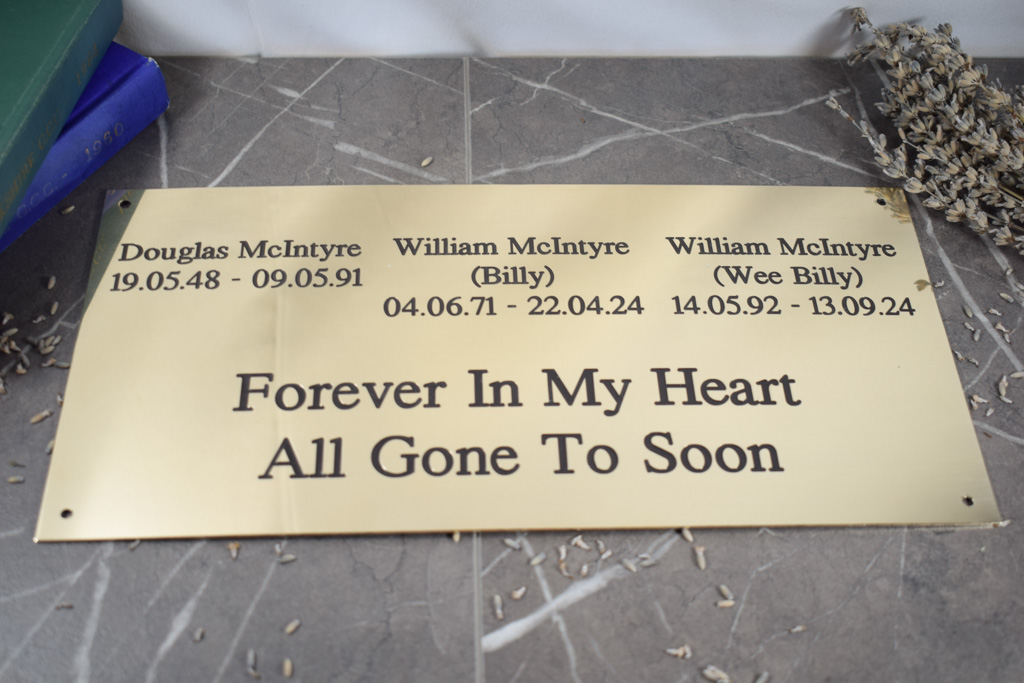 Douglas McIntyre
19.05.48 - 09.05.91
William McIntyre
(Billy)
04.06.71 - 22.04.24
William McIntyre
(Wee Billy)
14.05.92 - 13.09.24
Forever In My Heart
All Gone To Soon
1980